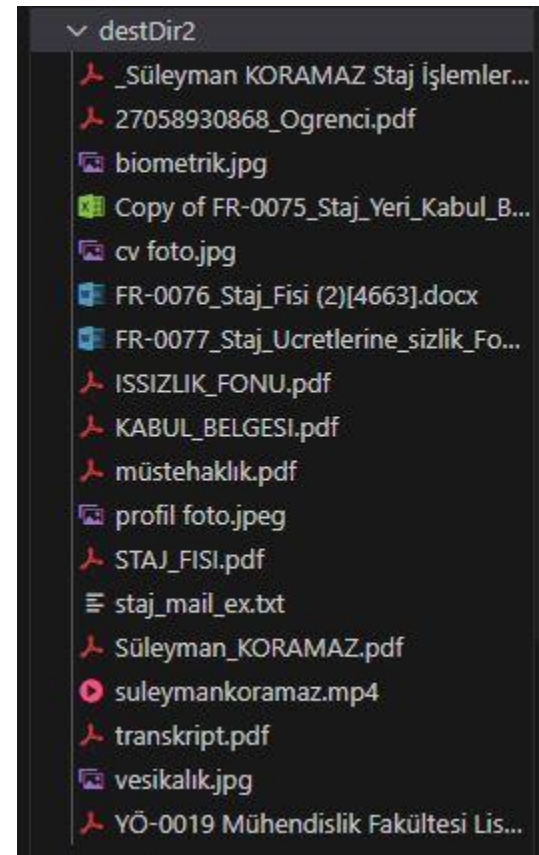 destDir2
_Süleyman KORAMAZ Staj İşlemler...
27058930868_Ogrenci.pdf
biometrik.jpg
Copy of FR-0075_Staj_Yeri_Kabul_B...
cv foto.jpg
FR-0076_Staj_Fisi (2)[4663].docx
FR-0077_Staj_Ucretlerine_sizlik_Fo...
ISSIZLIK_FONU.pdf
KABUL_BELGESI.pdf
müstehaklık.pdf
profil foto.jpeg
STAJ_FISI.pdf
staj_mail_ex.txt
Süleyman_KORAMAZ.pdf
suleymankoramaz.mp4
transkript.pdf
vesikalık.jpg
YÖ-0019 Mühendislik Fakültesi Lis...